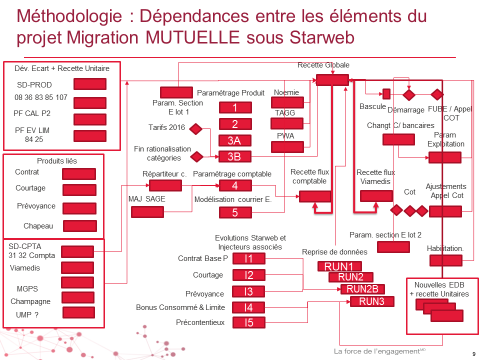 Méthodologie : Dépendances entre les éléments du
projet Migration MUTUELLE sous Starweb
Dév. Ecart + Recette Unitaire
SD-PROD
08 36 83 85 107
PF CAL P2
PF EV LIM
84 25
Produits liés
Contrat
Courtage
Prévoyance
Chapeau
SD-CPTA
31 32 Compta
Viamedis
MGPS
Champagne
UMP ?
Param. Section
E lot 1
Tarifs 2016
Fin rationalisation
catégories
Répartiteur c.
MAJ SAGE
Paramétrage Produit
1
2
3A
3B
Paramétrage comptable
4
Modélisation courrier E.
5
Evolutions Starweb et
Injecteurs associés
Contrat Base P
I1
Courtage
I2
Prévoyance
I3
Bonus Consommé & Limite
I4
Précontentieux
I5
Recette Globale
Noemie
TAGG
PWA
Recette flux
comptable
Recette flux
Viamedis
Reprise de données
RUN1
RUN2
RUN2B
RUN3
Bascule
Démarrage
FUBE / Appel
COT
Changt C/ bancaires
Param
Exploitation
Cot
Ajustements
Appel Cot
Param. section E lot 2
Habilitation.
Nouvelles EDB
+ recette Unitaires
La force de l'engagement
9